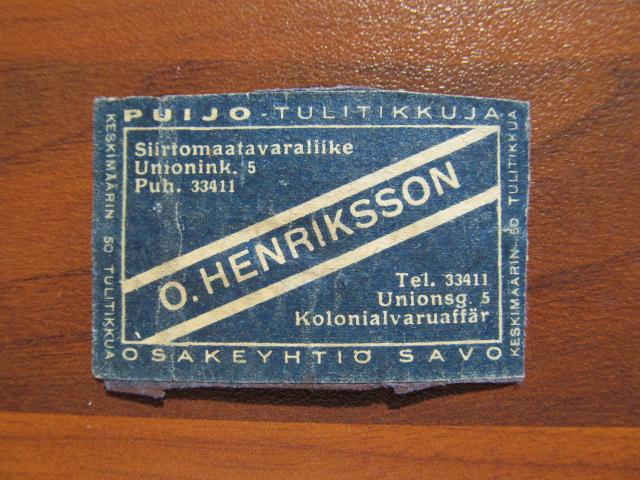 PUIJO-TULITIKKUJA
KESKIMÄÄRIN 50 TULITIKKUA
Siirtomaatavaraliike
Unionink. 5
Puh. 33411
O. HENRIKSSON
Tel. 33411
Unionsg. 5
Kolonialvaruaffär
KESKIMÄÄRIN 50 TULITIKKUA
OSAKEYHTIÖ SAVO